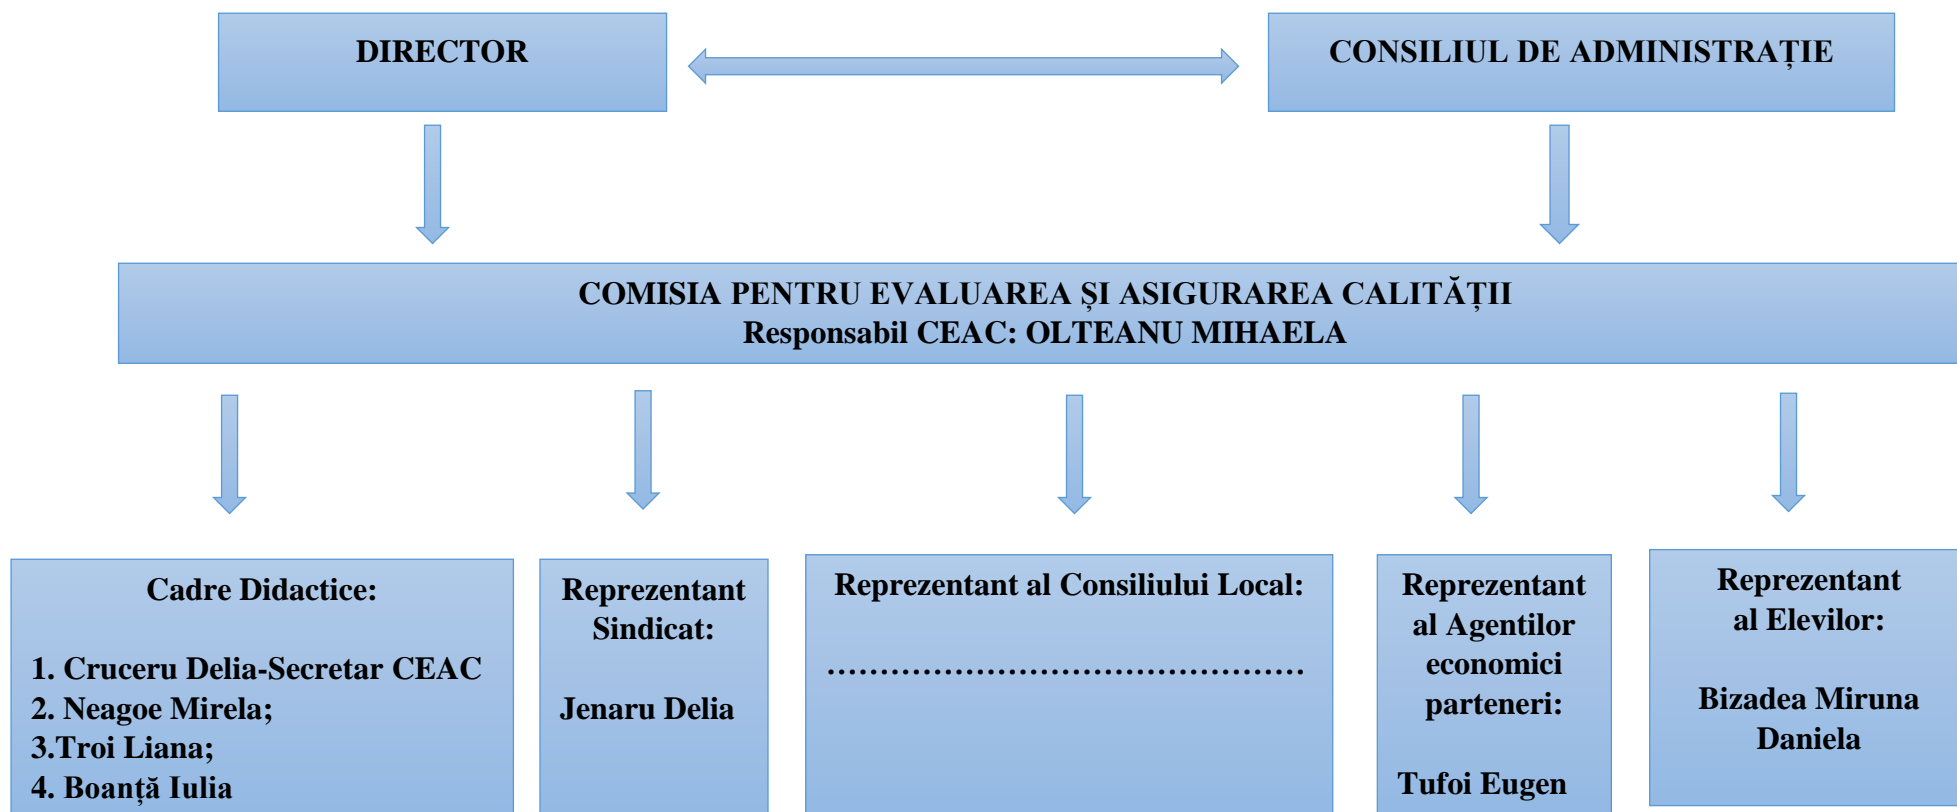 DIRECTOR
CONSILIUL DE ADMINISTRAȚIE
COMISIA PENTRU EVALUAREA ȘI ASIGURAREA CALITĂȚII
Responsabil CEAC: OLTEANU MIHAELA
Cadre Didactice:
1. Cruceru Delia-Secretar CEAC
2. Neagoe Mirela;
3.Troi Liana;
4. Boanță Iulia
Reprezentant
Sindicat:
Jenaru Delia
Reprezentant al Consiliului Local:
………………………………………
Reprezentant
al Agentilor
economici
parteneri:
Tufoi Eugen
Reprezentant
al Elevilor:
Bizadea Miruna
Daniela